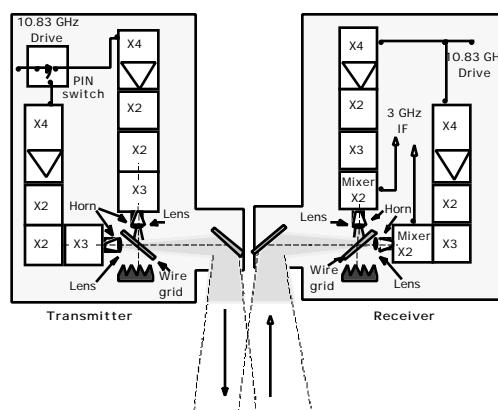 10.83 GHz
Drive
X4
PIN
switch
X4
X2
X2
X2
X3
X2
X3
Horn
Lens
Lens
Wire
grid
Transmitter
X4
10.83 GH
Drive
3 GHz
IF
X2
X4
X3
Mixer
X2
X2
Horn
Lens
Mixer
X2
X3
Wire
grid
Lens
Receiver